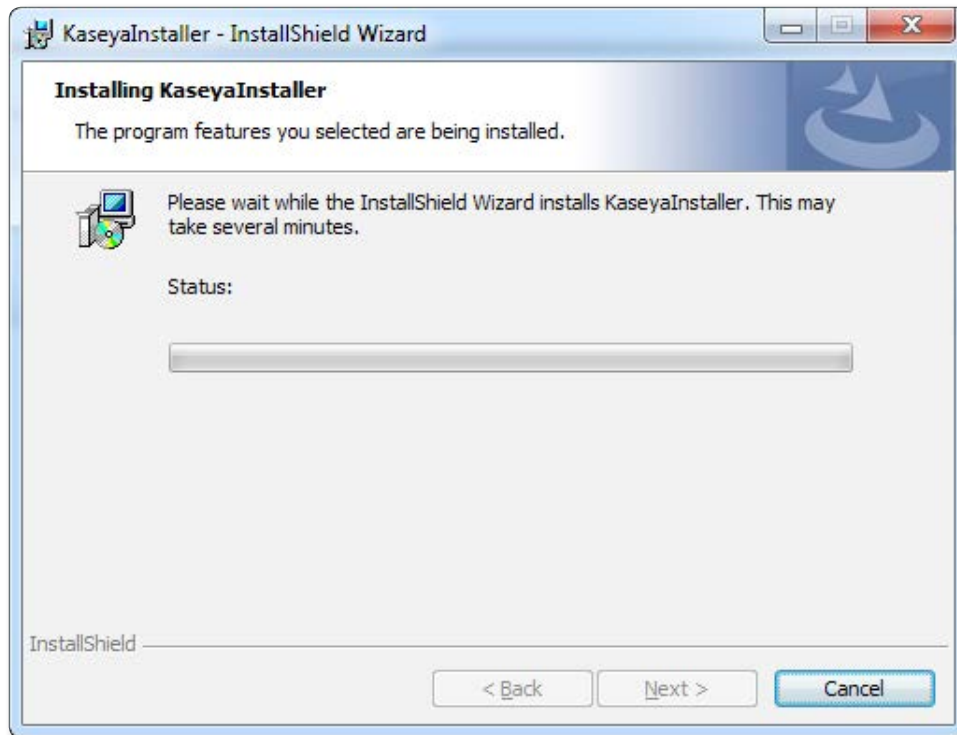 KaseyaInstaller - InstallShield Wizard
Installing KaseyaInstaller
The program features you selected are being installed.
Please wait while the InstallShield Wizard installs KaseyaInstaller. This may
take several minutes.
Status:
InstallShield
< Back
Next >
Cancel